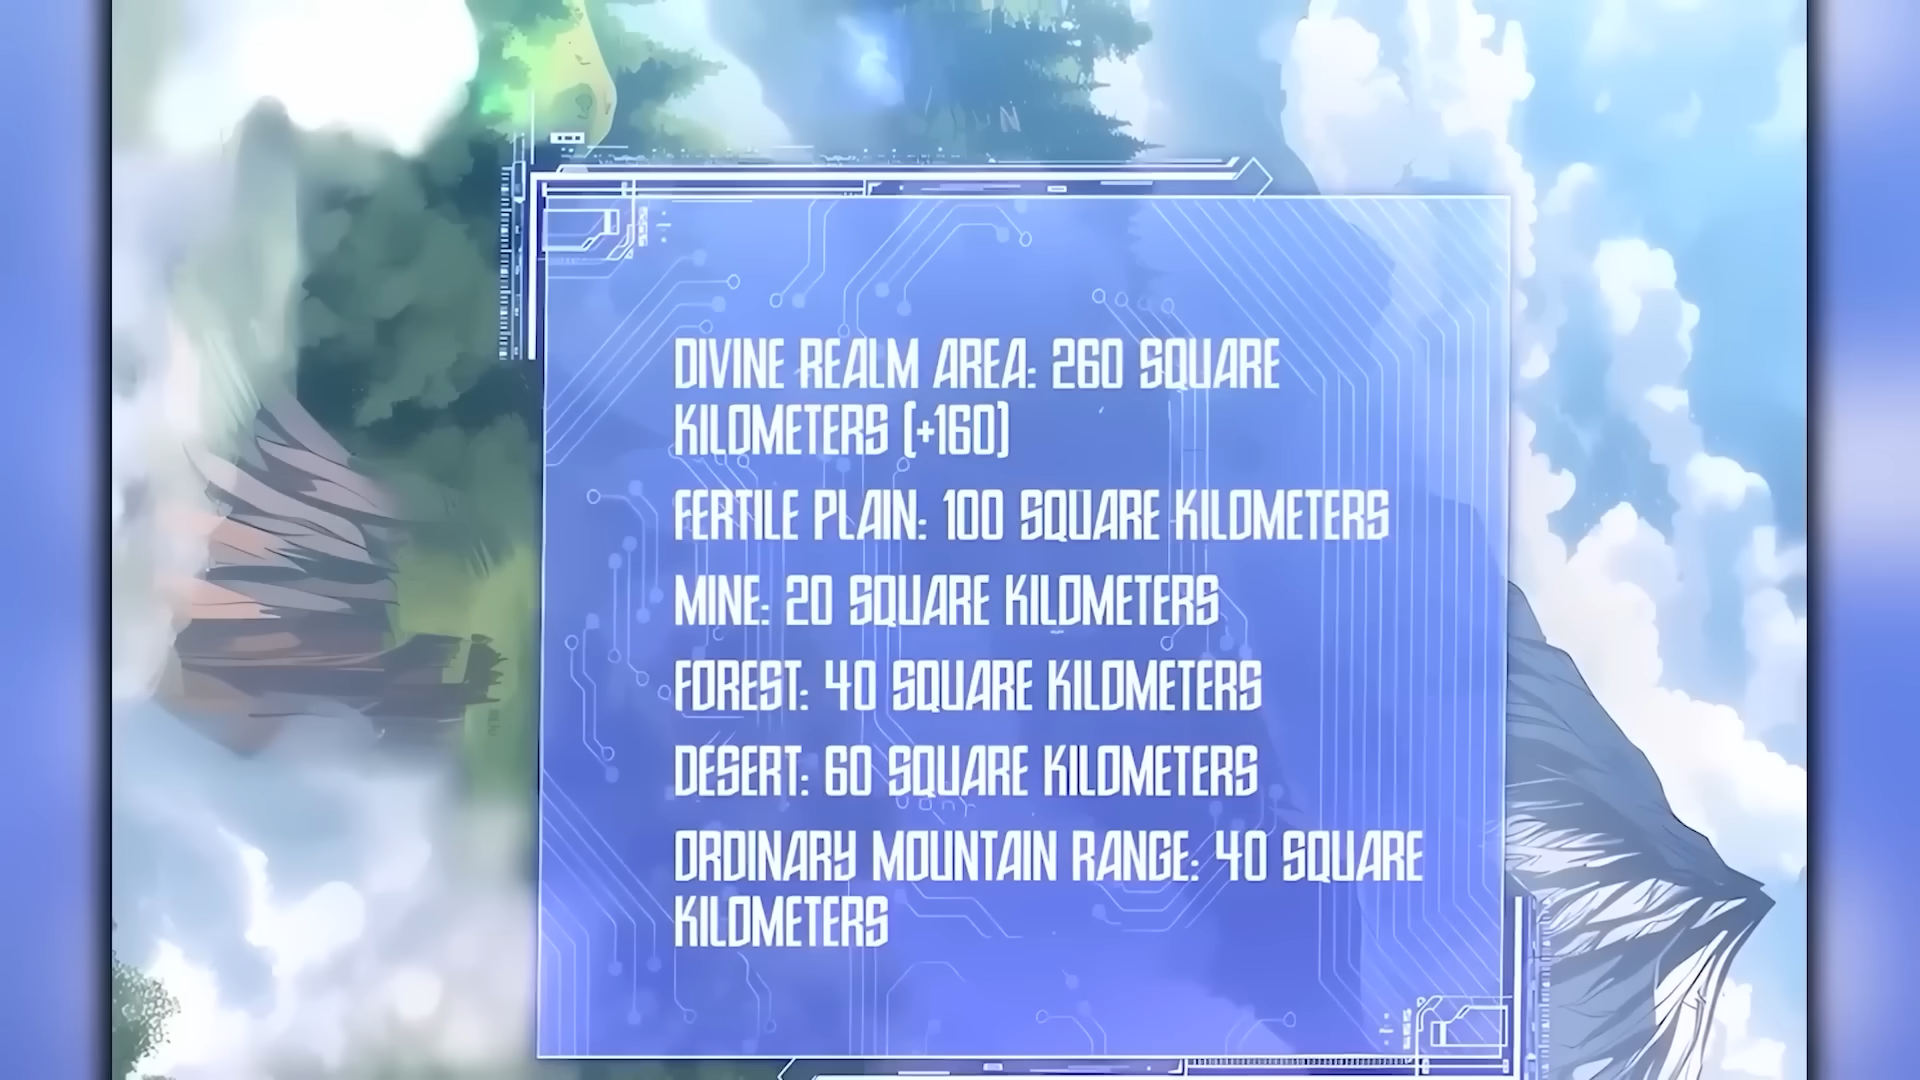 DIVINE REALM AREA: 260 SQUARE
KILOMETERS (+160)
FERTILE PLAIN: 100 SQUARE KILOMETERS
MINE: 20 SQUARE KILOMETERS
FOREST: 40 SQUARE KILOMETERS
DESERT: 60 SQUARE KILOMETERS
ORDINARY MOUNTAIN RANGE: 40 SQUARE
KILOMETERS